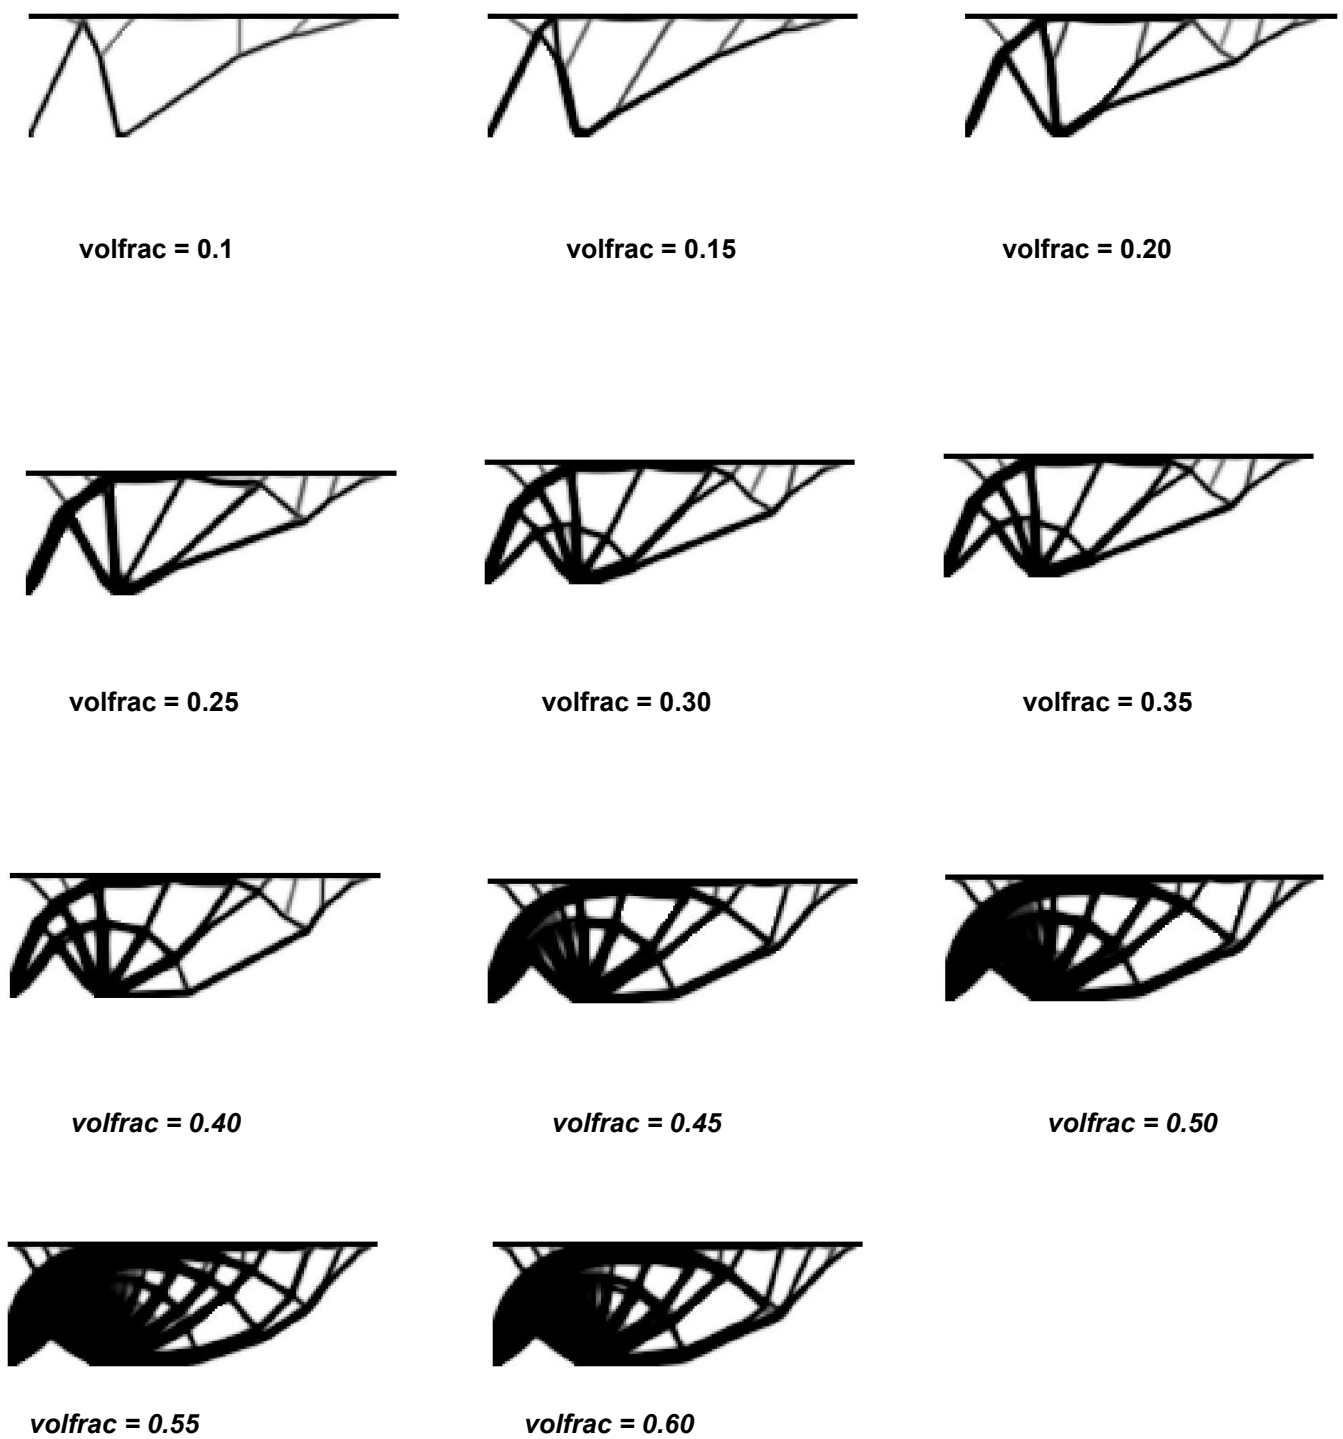 volfrac = 0.1
volfrac = 0.15
volfrac = 0.20
volfrac = 0.25
volfrac = 0.30
volfrac = 0.35
volfrac = 0.40
volfrac = 0.45
volfrac = 0.50
volfrac = 0.55
volfrac = 0.60